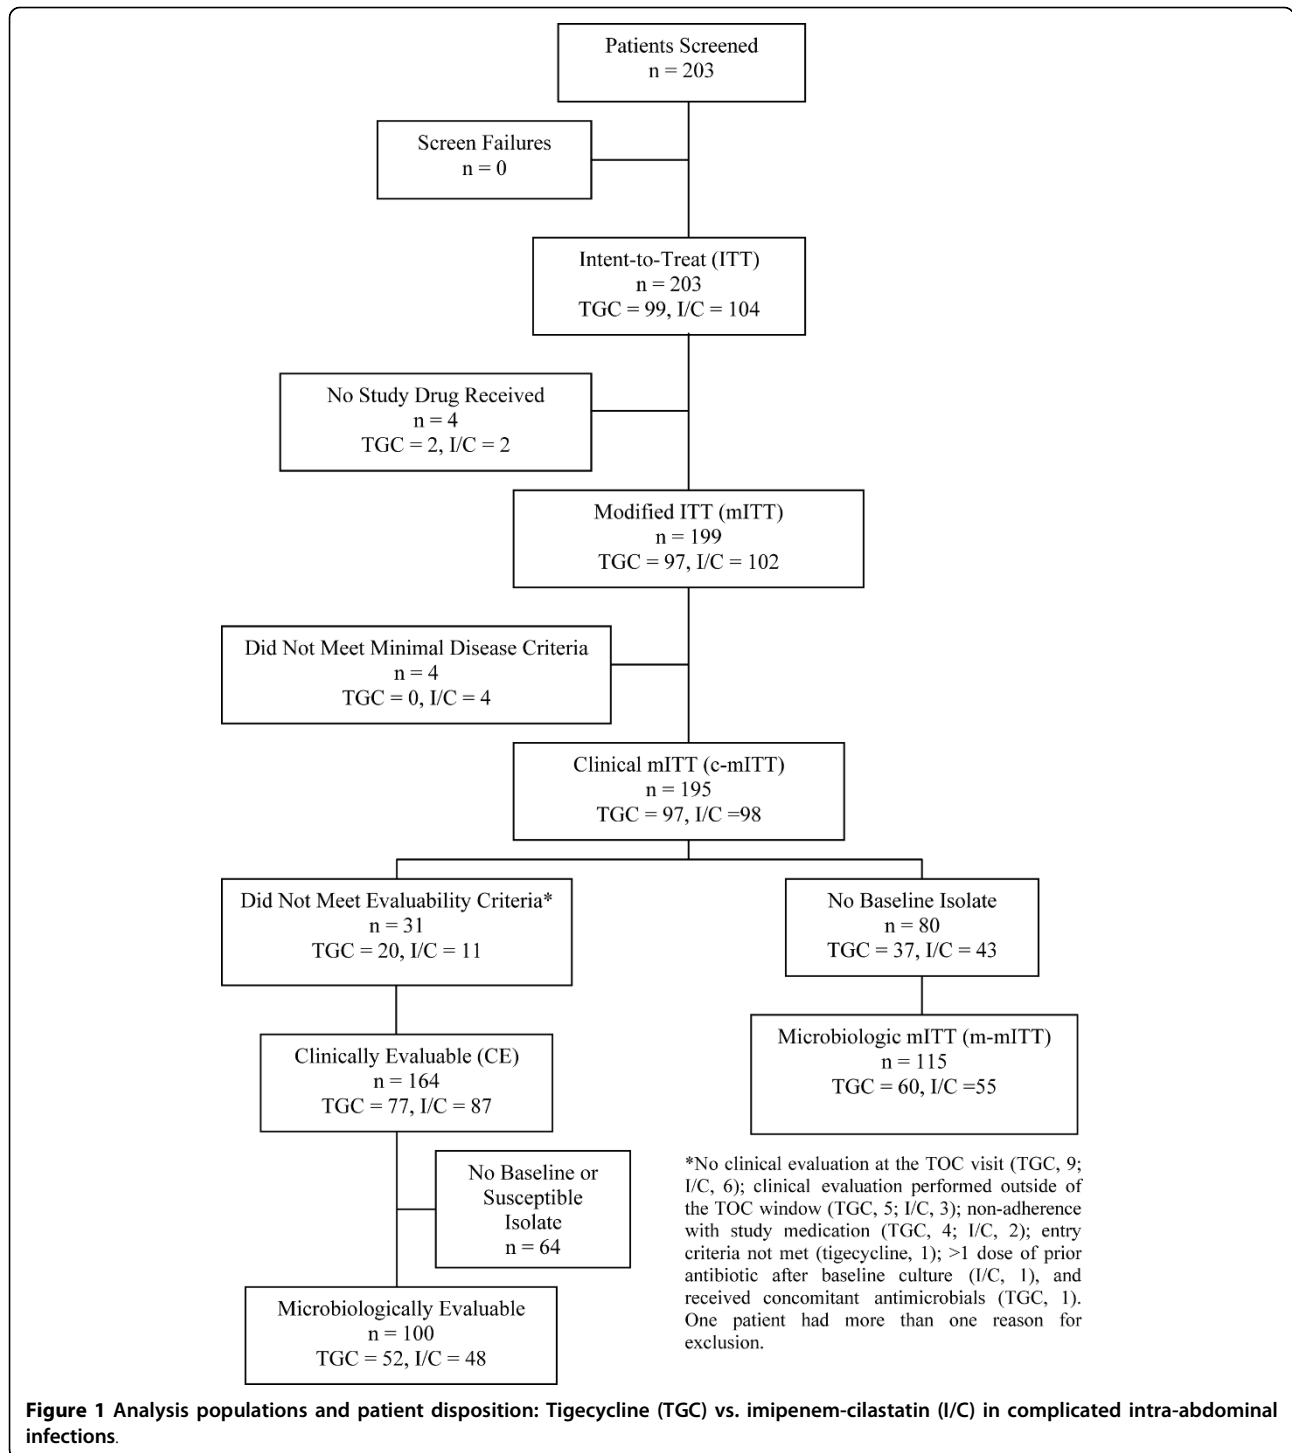 Patients Screened
n = 203
Screen Failures
n = 0
Intent-to-Treat (ITT)
n = 203
TGC = 99, I/C = 104
No Study Drug Received
n = 4
TGC = 2, I/C = 2
Modified ITT (mITT)
n = 199
TGC = 97, I/C = 102
Did Not Meet Minimal Disease Criteria
n = 4
TGC = 0, I/C = 4
Clinical mITT (c-mITT)
n = 195
TGC = 97, I/C =98
Did Not Meet Evaluability Criteria*
n = 31
TGC = 20, I/C = 11
No Baseline Isolate
n = 80
TGC = 37, I/C = 43
Clinically Evaluable (CE)
n = 164
TGC = 77, I/C = 87
Microbiologic mITT (m-mITT)
n = 115
TGC = 60, I/C =55
No Baseline or
Susceptible
Isolate
n = 64
Microbiologically Evaluable
n = 100
TGC = 52, I/C = 48
*No clinical evaluation at the TOC visit (TGC, 9;
I/C, 6); clinical evaluation performed outside of
the TOC window (TGC, 5; I/C, 3); non-adherence
with study medication (TGC, 4; I/C, 2); entry
criteria not met (tigecycline, 1); >1 dose of prior
antibiotic after baseline culture (I/C, 1), and
received concomitant antimicrobials (TGC, 1).
One patient had more than one reason for
exclusion.
Figure 1 Analysis populations and patient disposition: Tigecycline (TGC) vs. imipenem-cilastatin (I/C) in complicated intra-abdominal
infections.